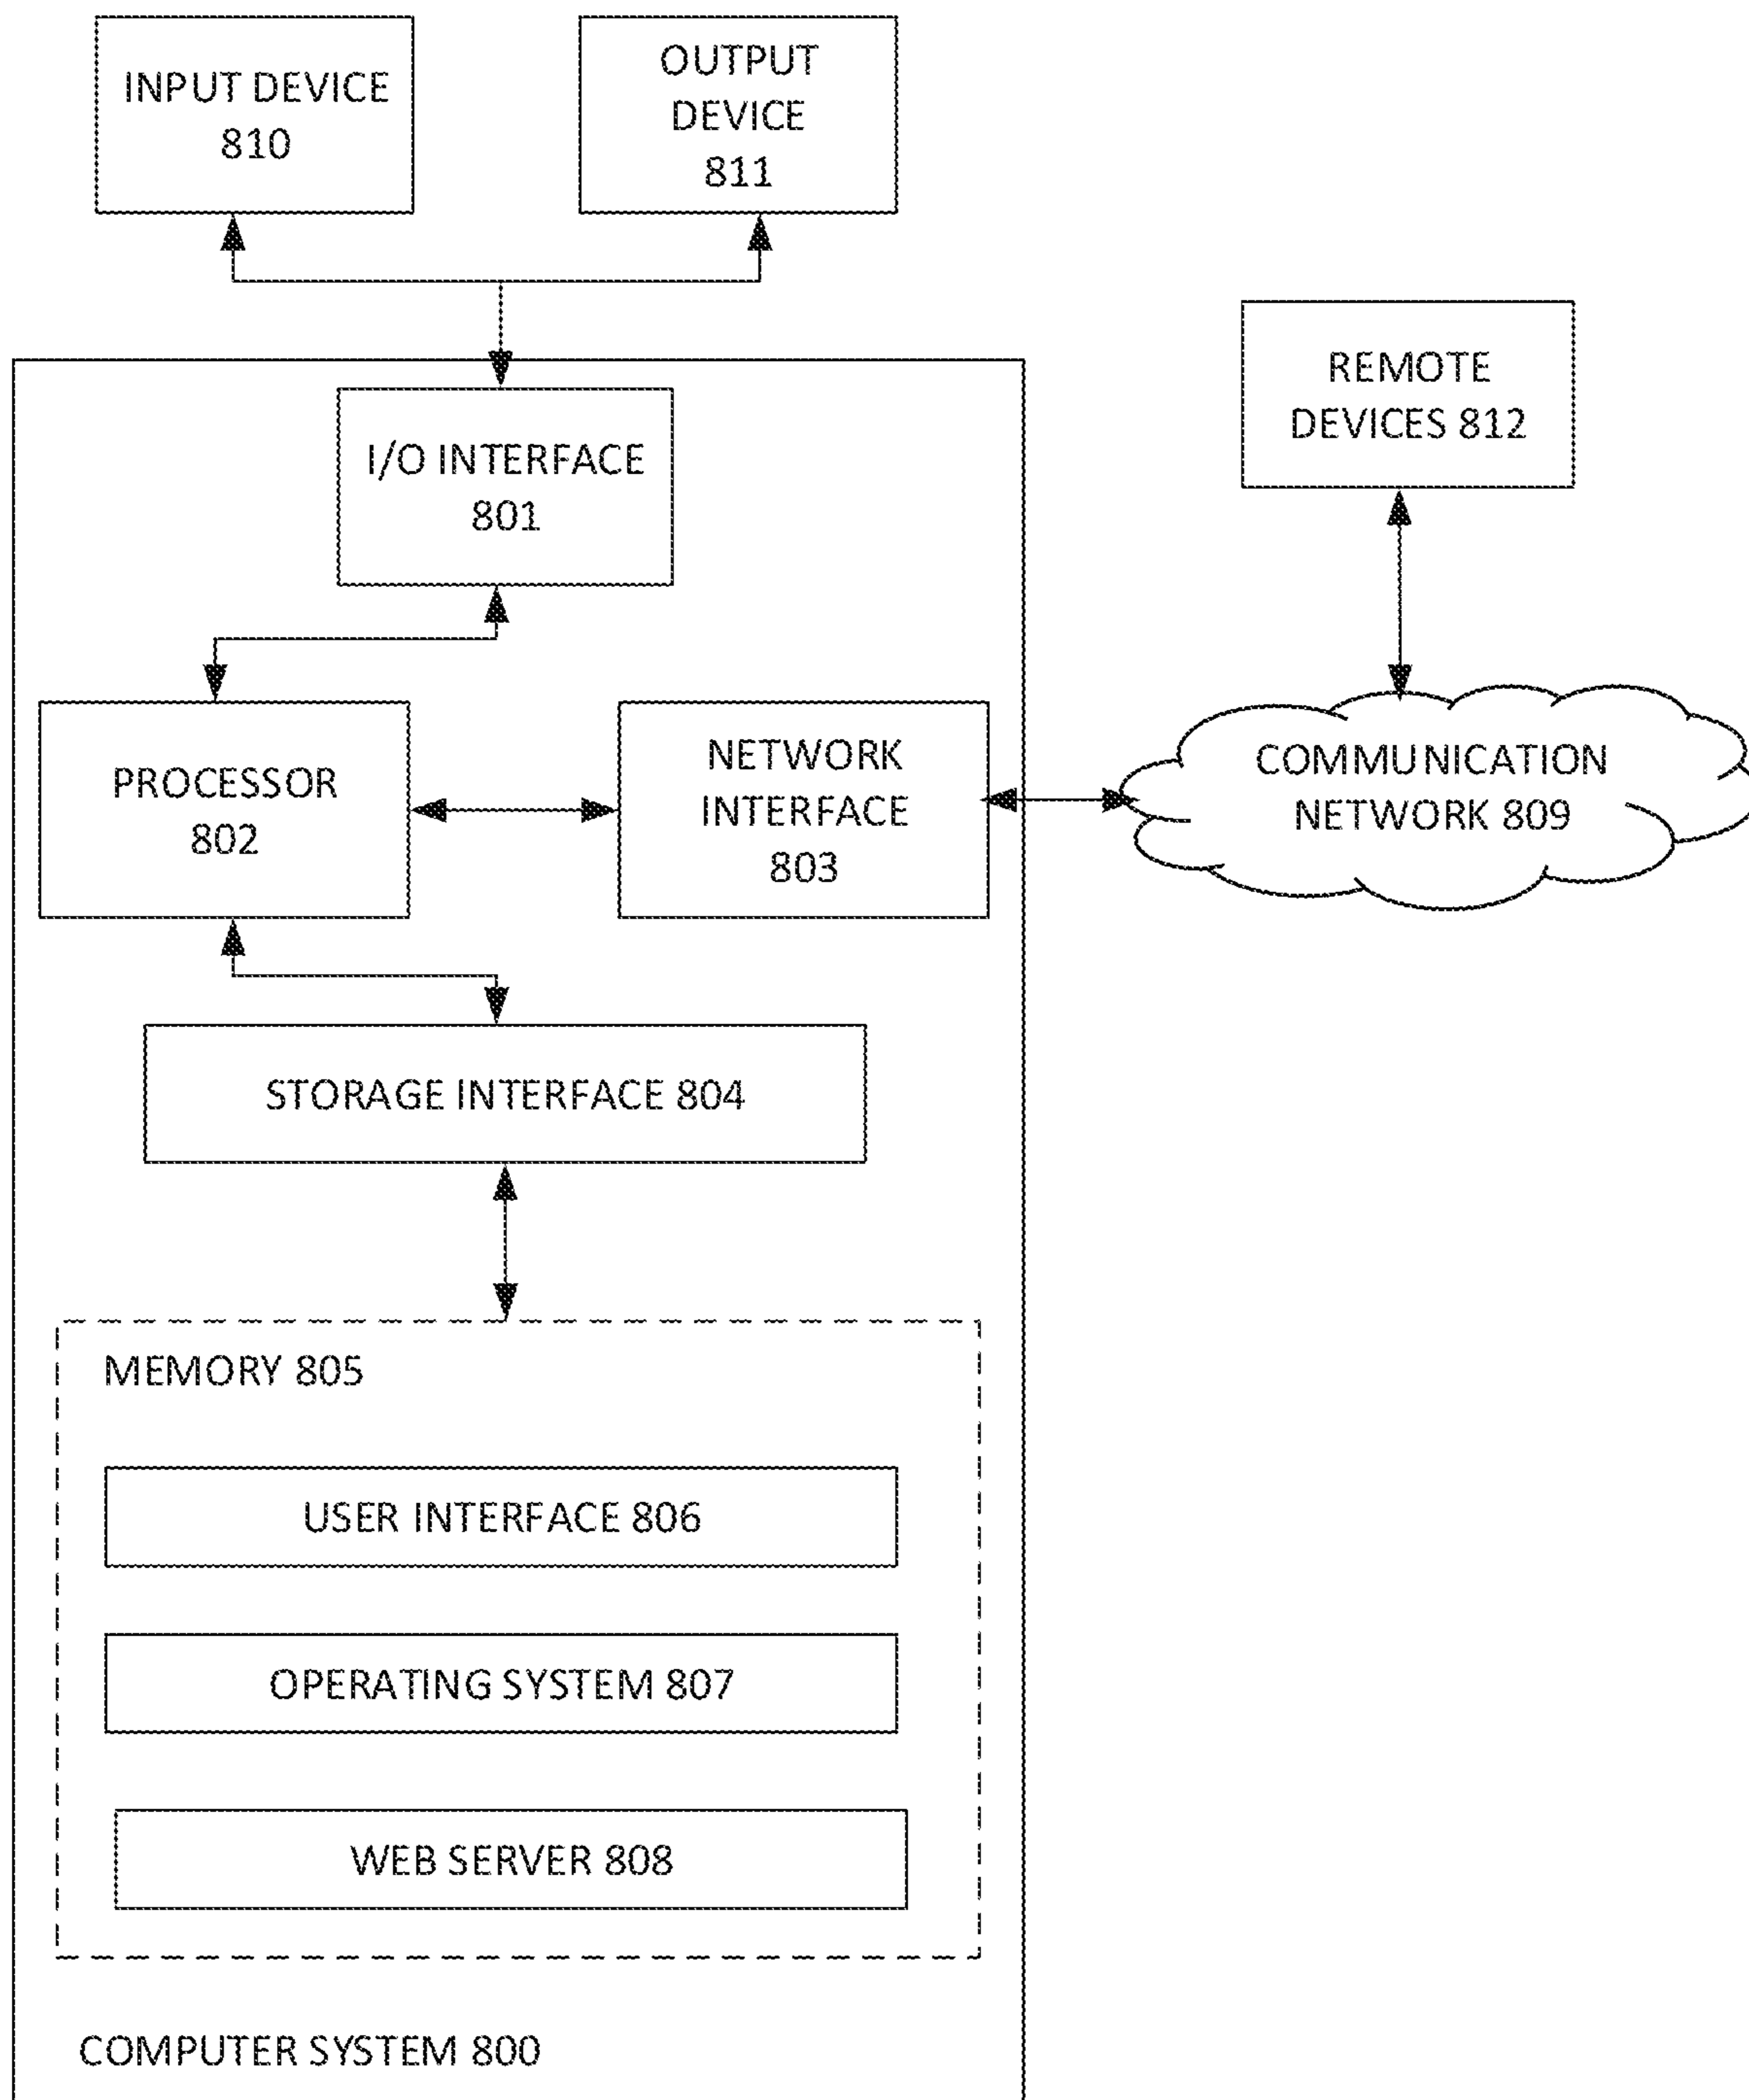 INPUT DEVICE
810
OUTPUT
DEVICE
811
I/O INTERFACE
801
REMOTE
DEVICES 812
PROCESSOR
802
NETWORK
INTERFACE
803
COMMUNICATION
NETWORK 809
STORAGE INTERFACE 804
MEMORY 805
USER INTERFACE 806
OPERATING SYSTEM 807
WEB SERVER 808
COMPUTER SYSTEM 800